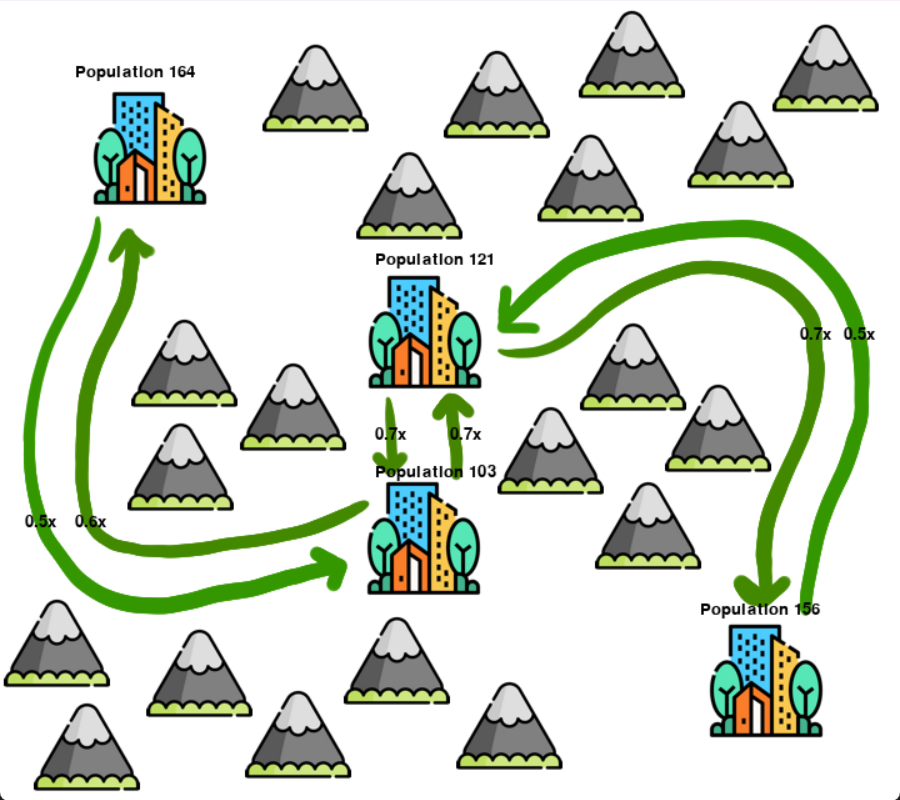 Population 164
Population 121
0.7x
0.5x
0.7x
0.7x
Population 103
0.5x
0.6x
Population 156